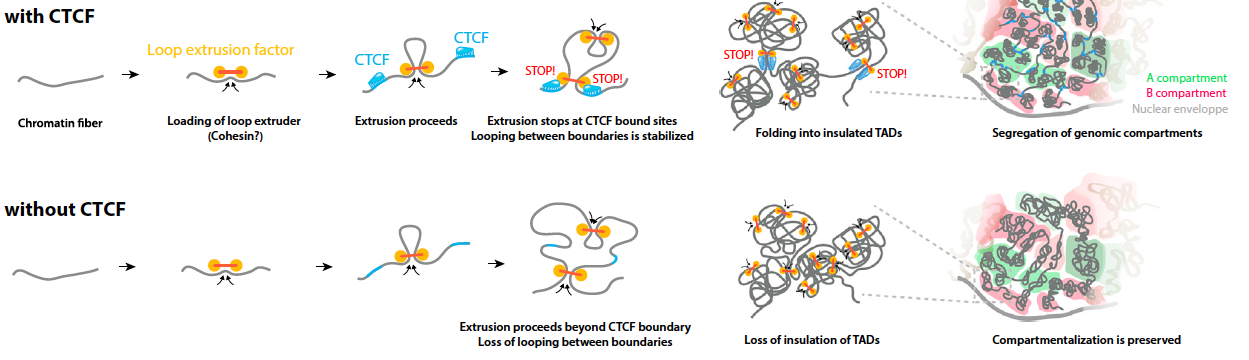 with CTCF
Loop extrusion factor
CTCF
CTCF
STOP!
STOP!
STOP!
STOP!
A compartment
B compartment
Nuclear enveloppe
Chromatin fiber
Loading of loop extruder
(Cohesin?)
Extrusion proceeds
Extrusion stops at CTCF bound sites
Looping between boundaries is stabilized
Folding into insulated TADs
Segregation of genomic compartments
without CTCF
Extrusion proceeds beyond CTCF boundary
Loss of looping between boundaries
Loss of insulation of TADs
Compartmentalization is preserved